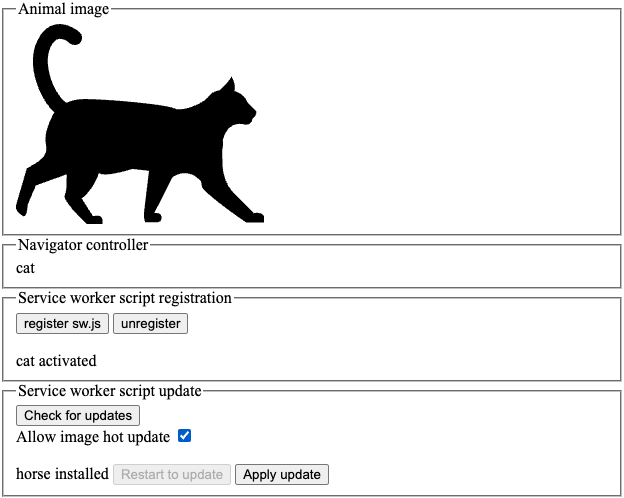 Animal image
Navigator controller
cat
Service worker script registration
register sw.js unregister
cat activated
Service worker script update
Check for updates
Allow image hot update
horse installed Restart to update Apply update